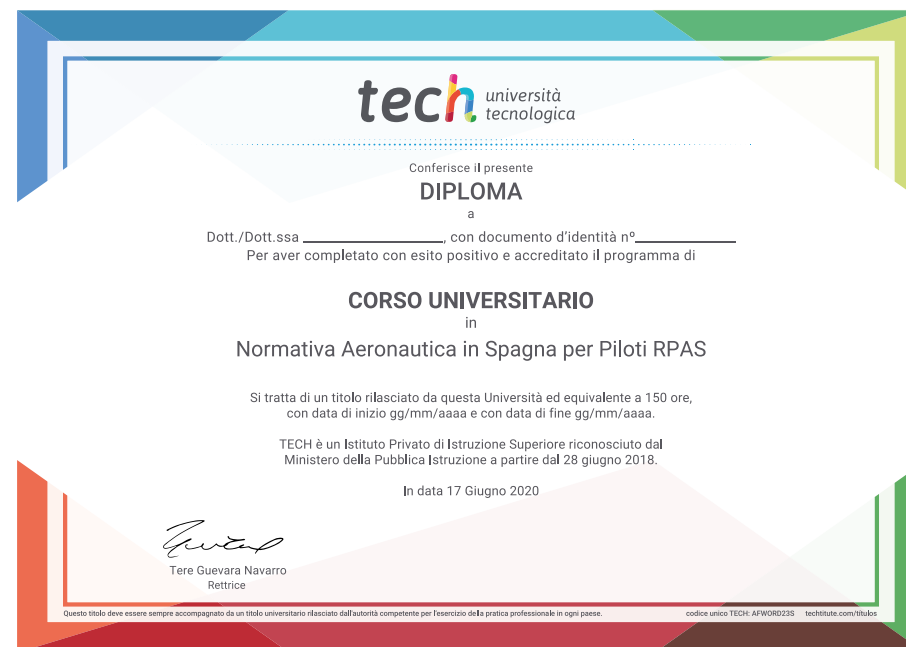 tech università
tecnologica
Conferisce il presente
DIPLOMA
a
Dott./Dott.ssa ____________, con documento d'identità nº_________
Per aver completato con esito positivo e accreditato il programma di
CORSO UNIVERSITARIO
in
Normativa Aeronautica in Spagna per Piloti RPAS
Si tratta di un titolo rilasciato da questa Università ed equivalente a 150 ore,
con data di inizio gg/mm/aaaa e con data di fine gg/mm/aaaa.
TECH è un Istituto Privato di Istruzione Superiore riconosciuto dal
Ministero della Pubblica Istruzione a partire dal 28 giugno 2018.
In data 17 Giugno 2020
Tere Guevara Navarro
Rettrice
Questo titolo deve essere sempre accompagnato da un titolo universitario rilasciato dall'autorità competente per l'esercizio della pratica professionale in ogni paese. codice unico TECH: AFWORD23S techtitute.com/titulos